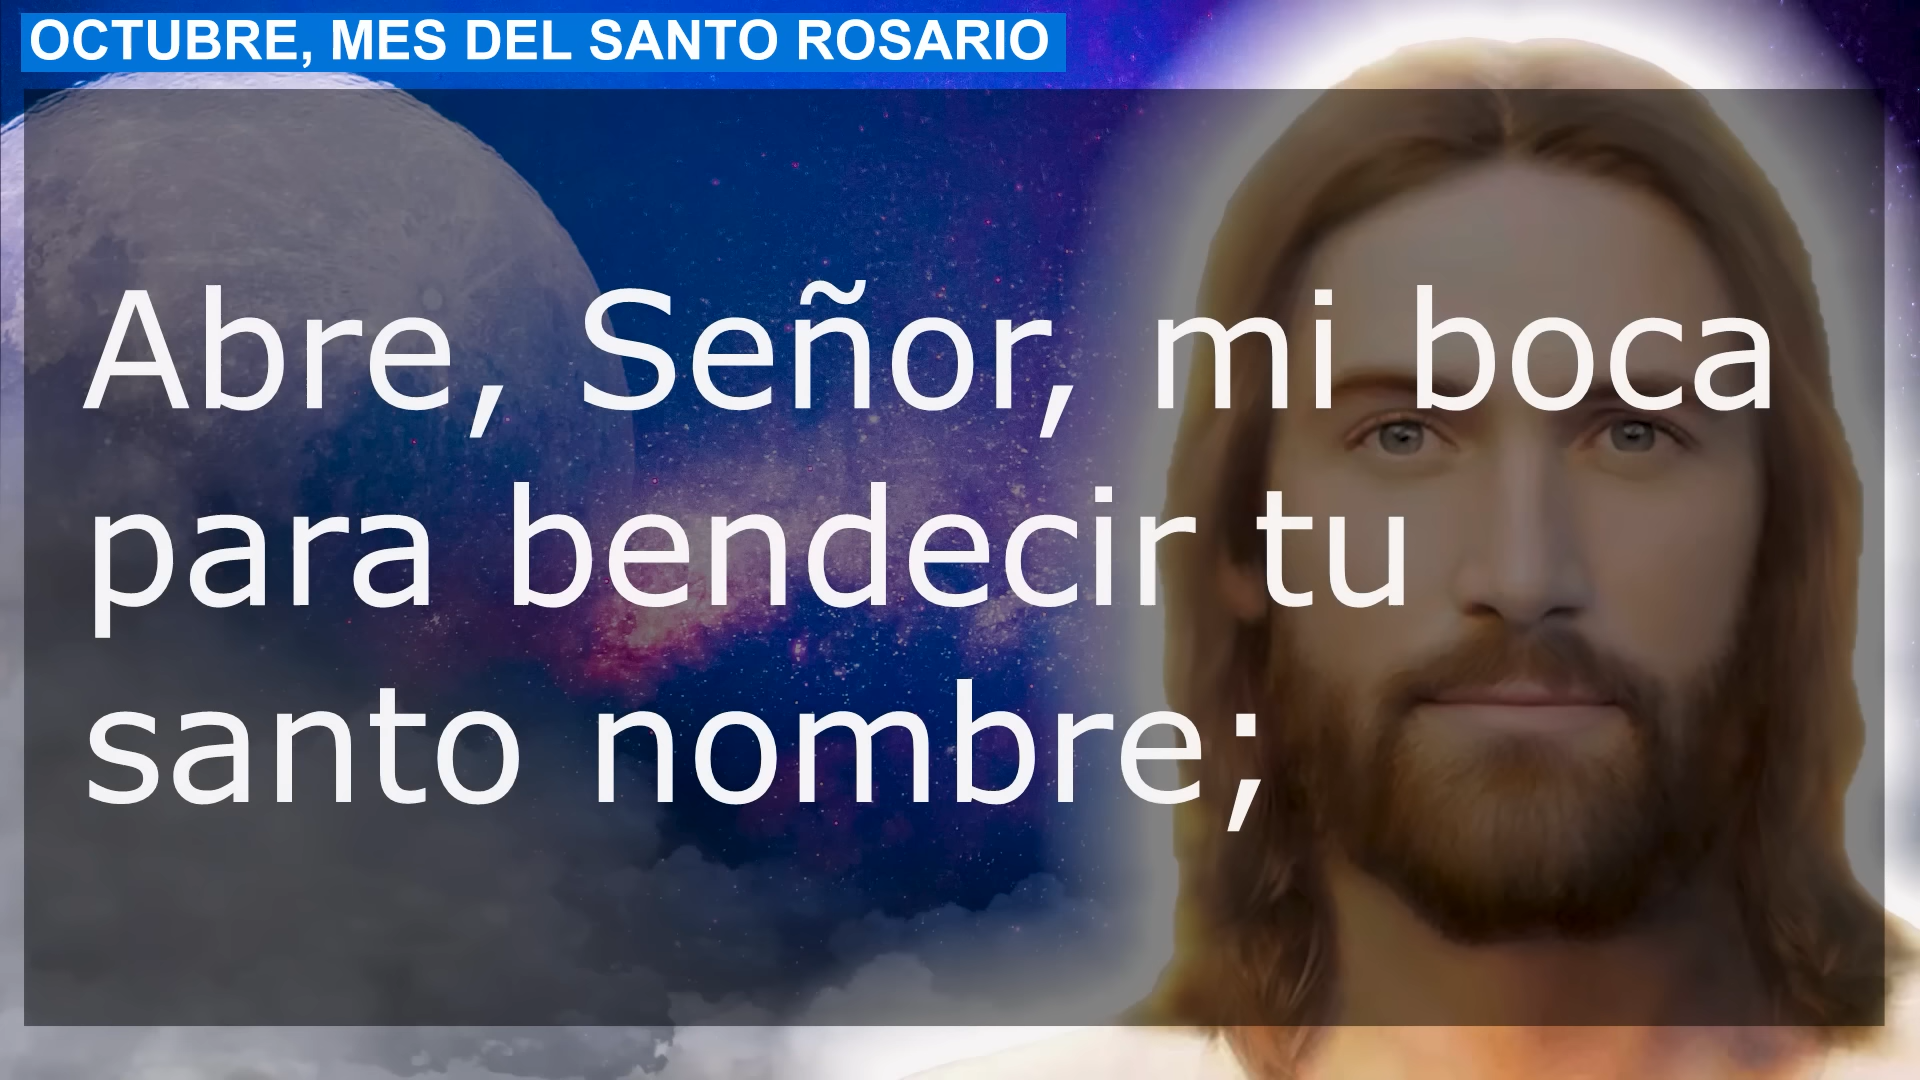 OCTUBRE, MES DEL SANTO ROSARIO
Abre, Señor, mi boca
para bendecir tu
santo nombre;